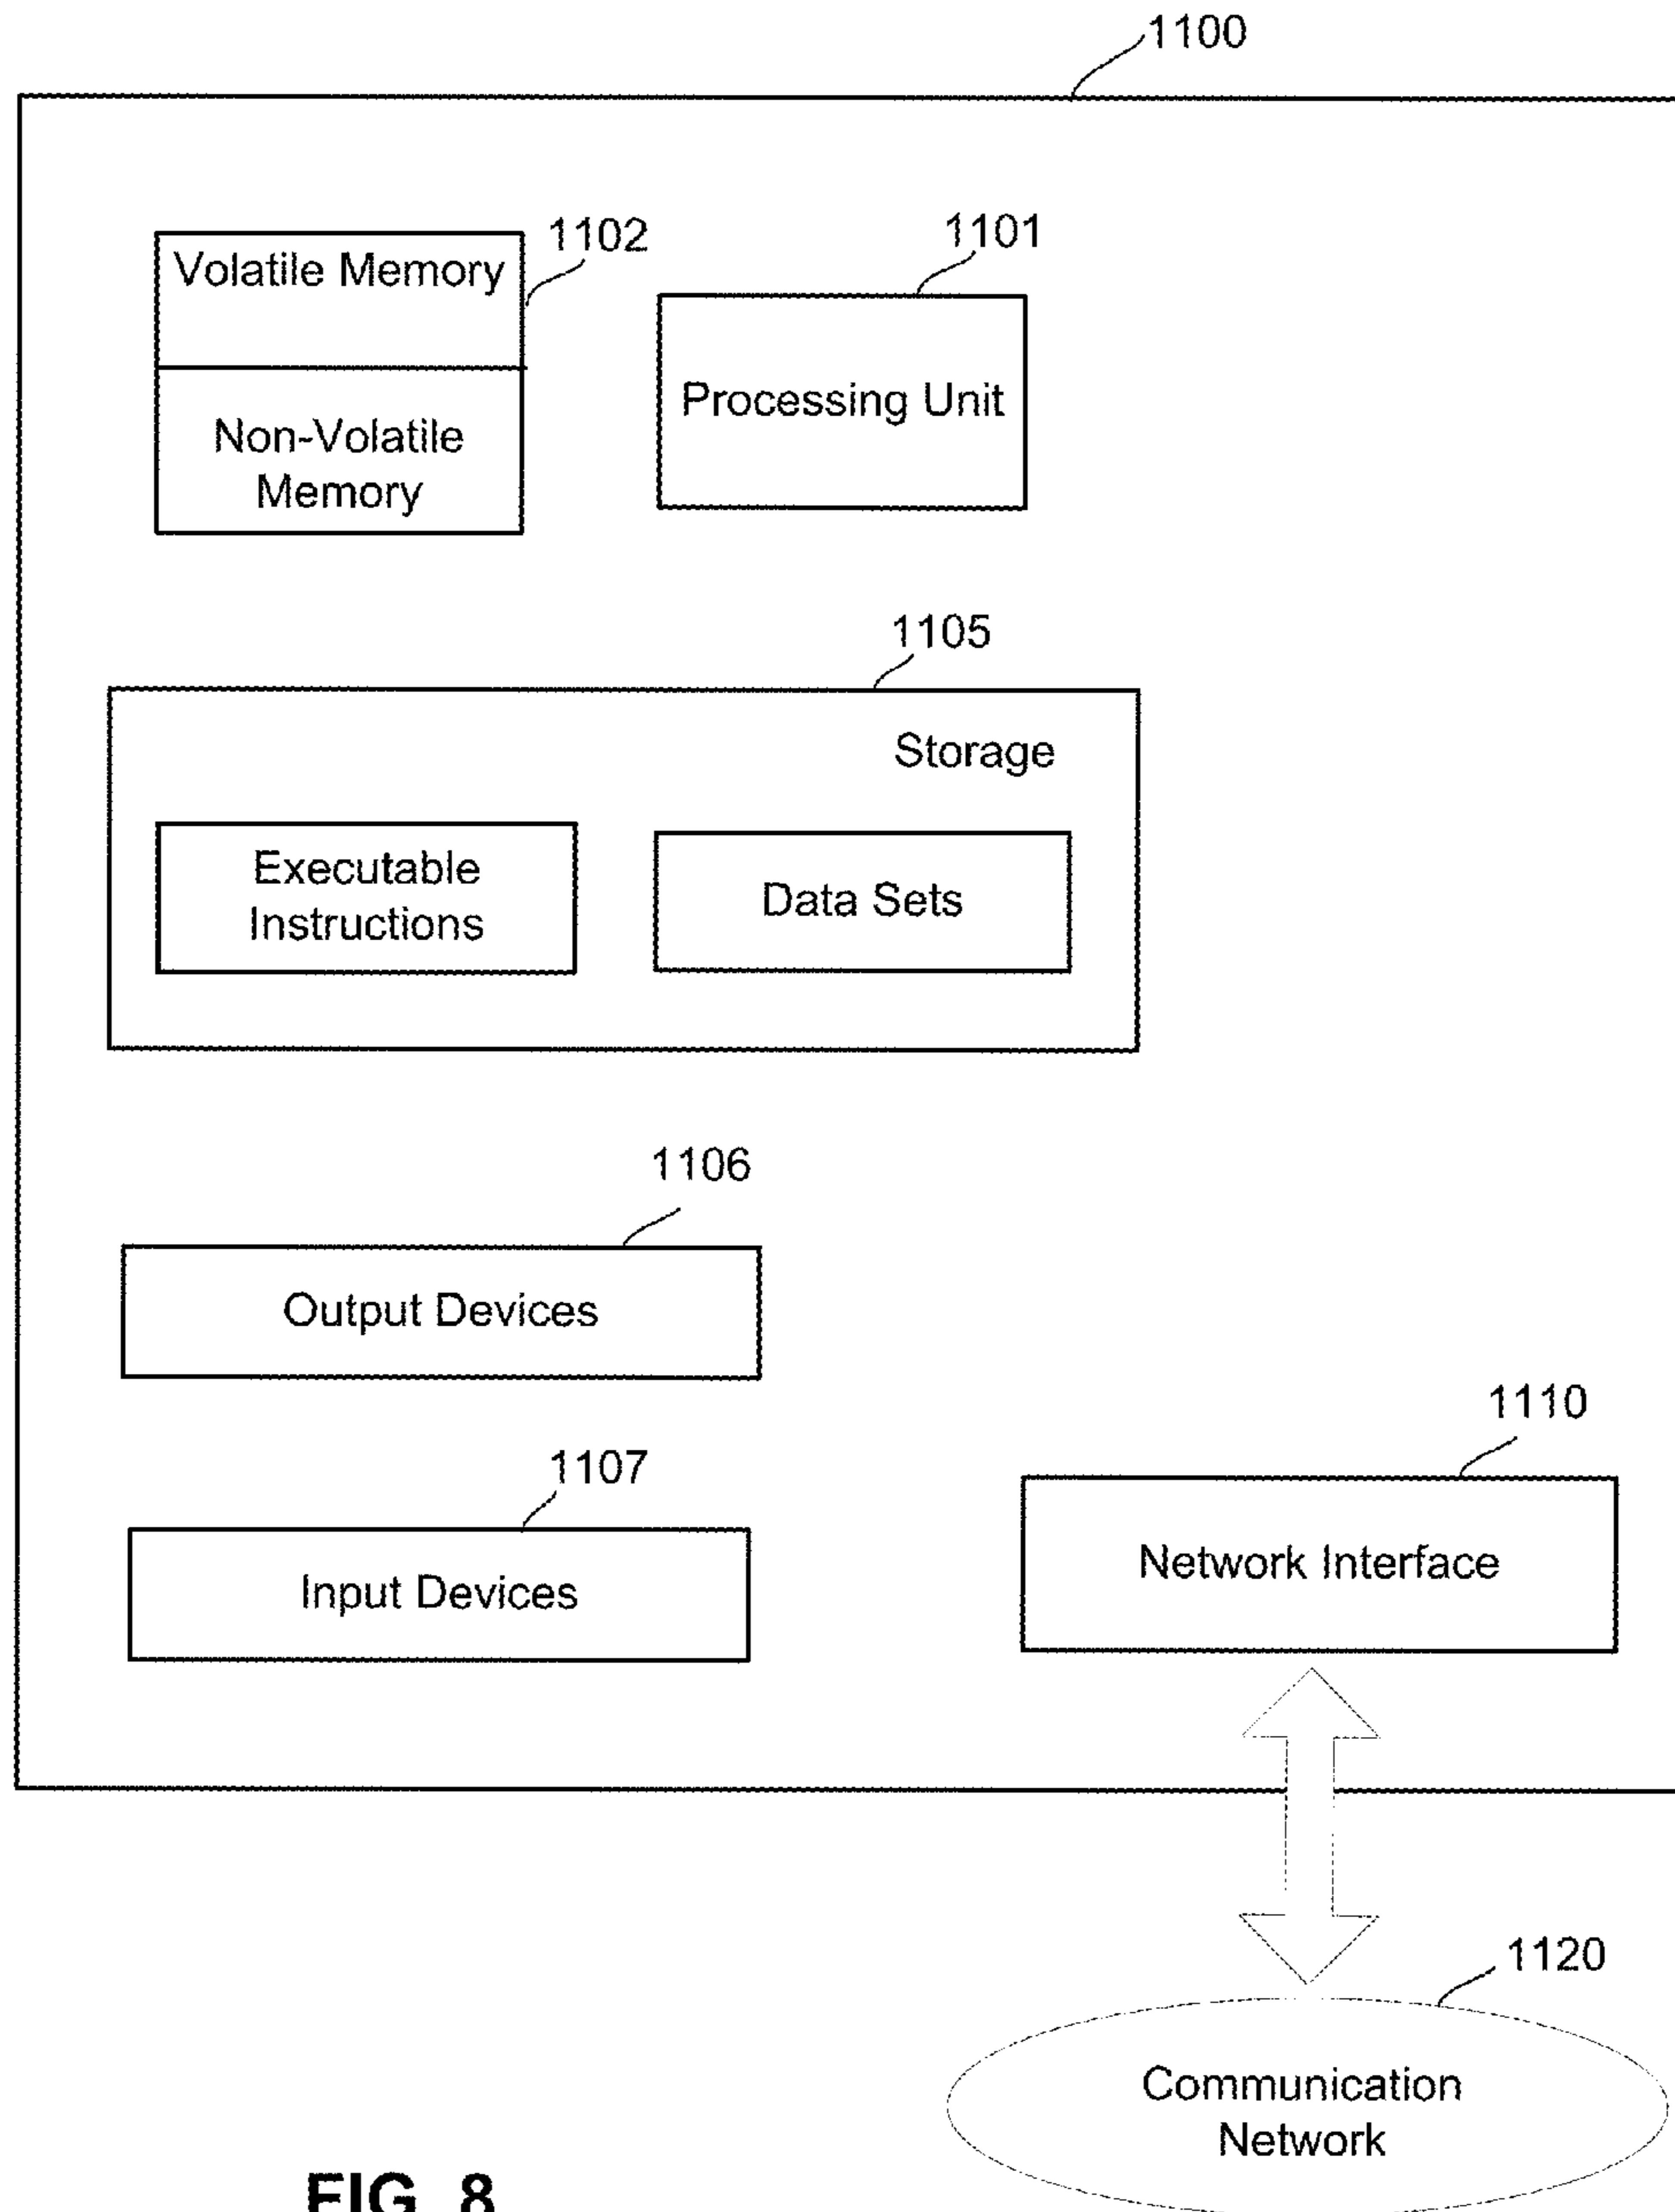 1100
1102
1101
Volatile Memory
Non-Volatile
Memory
Processing Unit
1105
Storage
Executable
Instructions
Data Sets
1106
Output Devices
1110
1107
Input Devices
Network Interface
1120
Communication
Network
FIG. 8